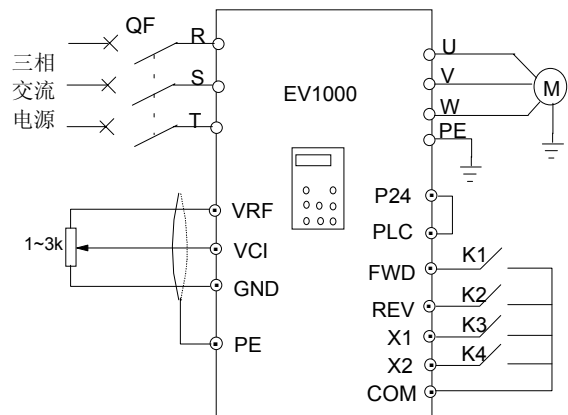 QF
三相
交流
电源
R
S
T
EV1000
U
V
W
PE
M
1~3k
VRF
VCI
GND
PE
P24
PLC
FWD
REV
X1
X2
COM
K1
K2
K3
K4